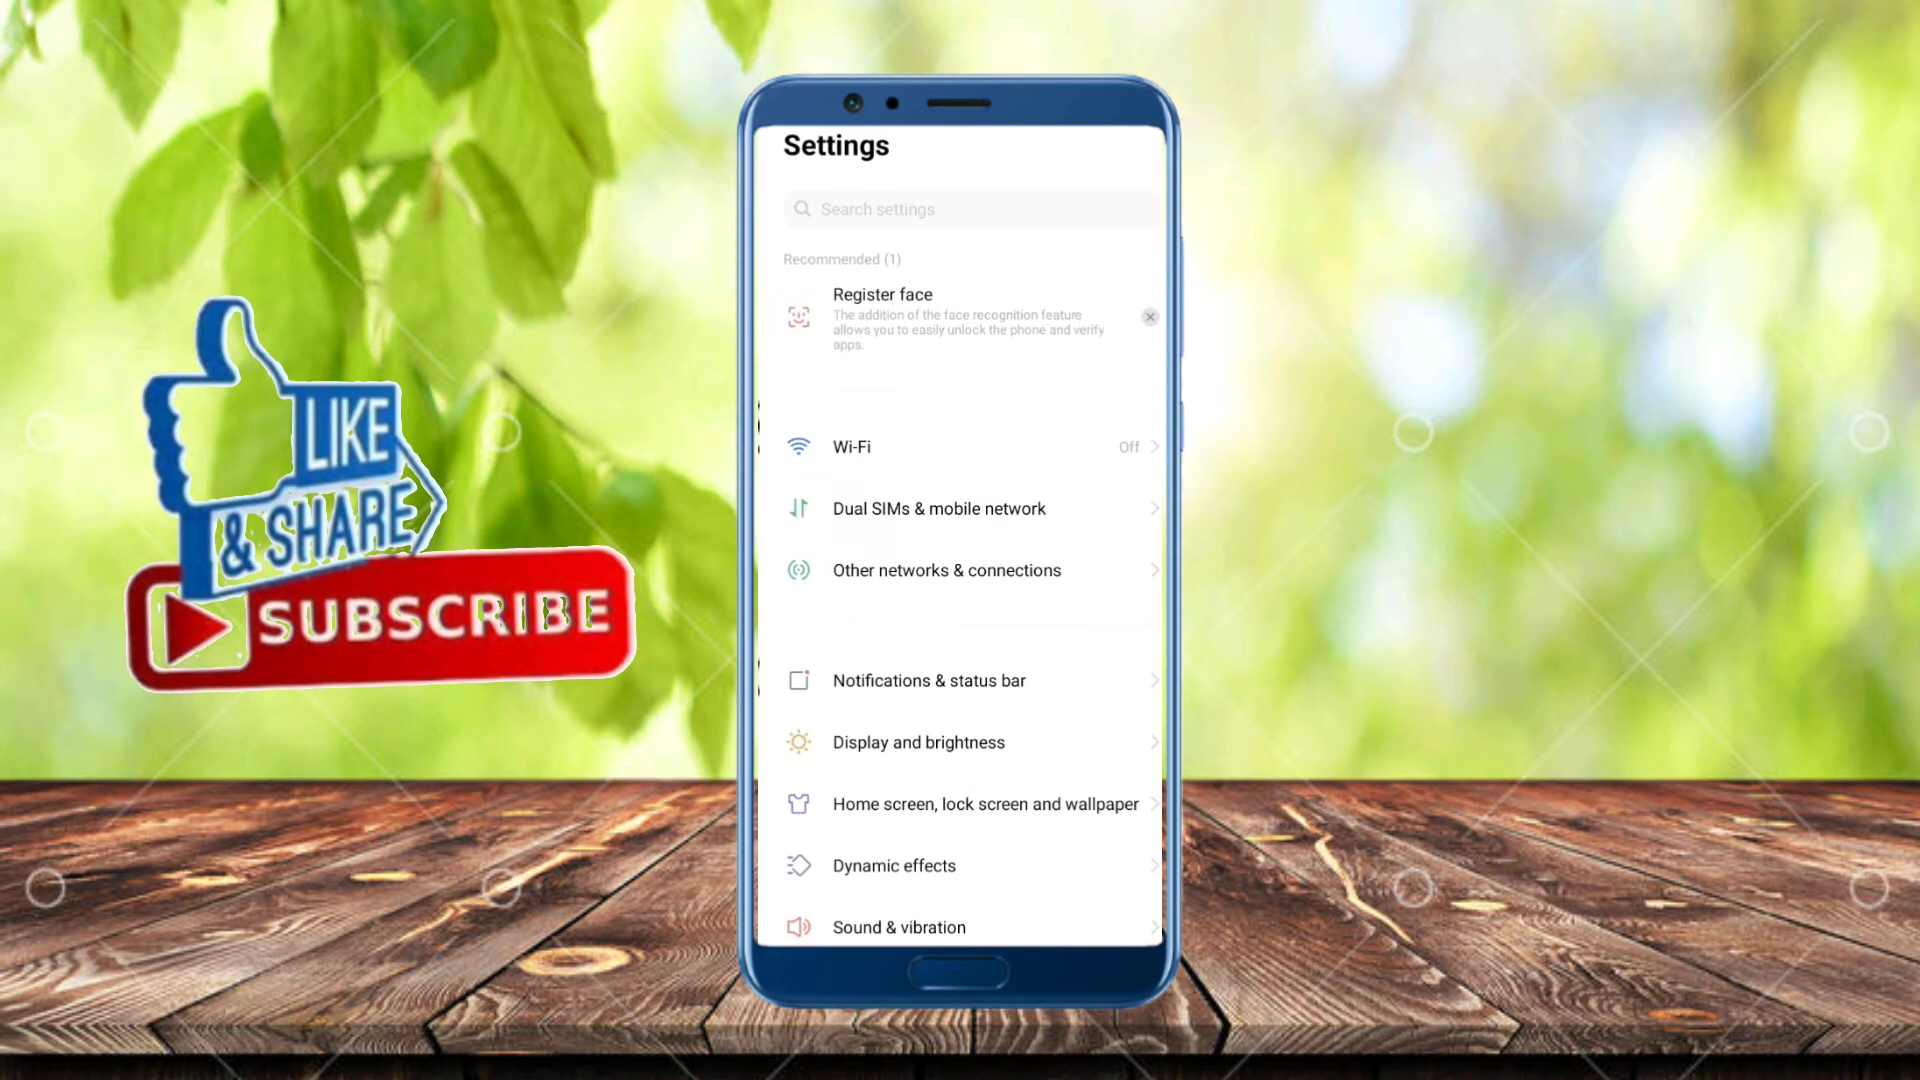 Settings
Search settings
Recommended (1)
Register face
The addition of the face recognition feature
allows you to easily unlock the phone and verify
apps.
Wi-Fi
Off
Dual SIMs & mobile network
Other networks & connections
Notifications & status bar
Display and brightness
Home screen, lock screen and wallpaper
Dynamic effects
Sound & vibration
LIKE
& SHARE
SUBSCRIBE